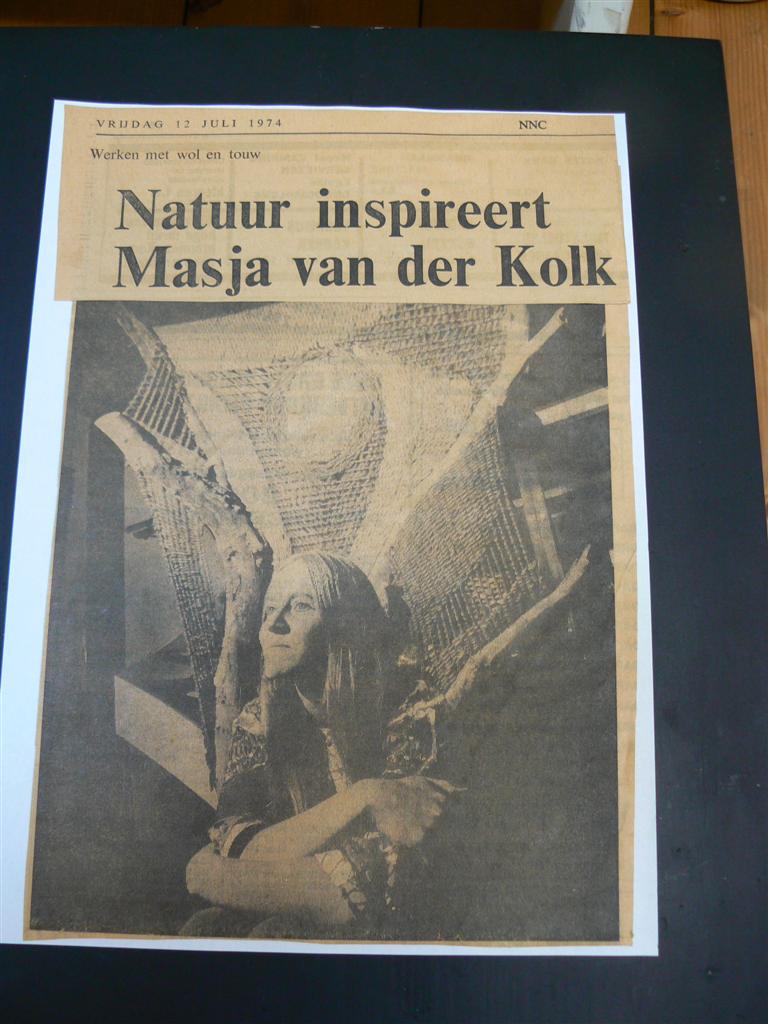 VRIJDAG 12 JULI 1974 NNC
Werken met wol en touw
Natuur inspireert
Masja van der Kolk